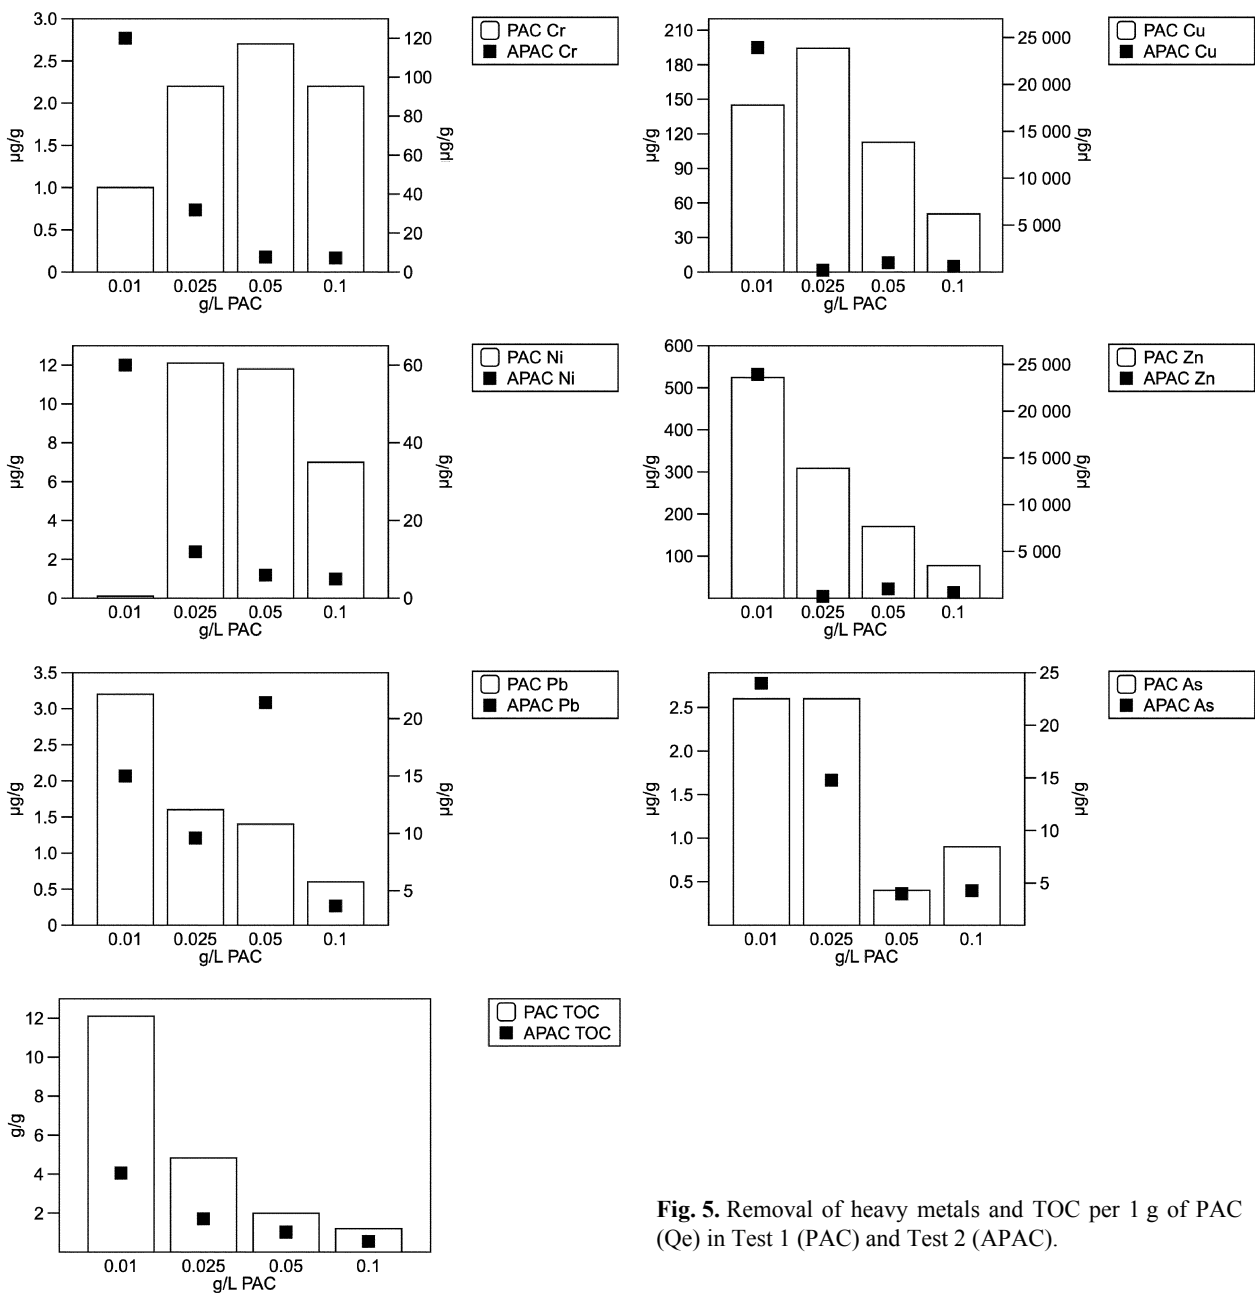 3.0
2.5
2.0
1.5
1.0
0.5
0
µg/g
120
100
80
60
40
20
0
µg/g
0.01 0.025 0.05 0.1
g/L PAC
PAC Cr
APAC Cr
210
180
150
120
90
60
30
0
µg/g
25 000
20 000
15 000
10 000
5 000
µg/g
0.01 0.025 0.05 0.1
g/L PAC
PAC Cu
APAC Cu
12
10
8
6
4
2
0
µg/g
60
40
20
0
µg/g
0.01 0.025 0.05 0.1
g/L PAC
PAC Ni
APAC Ni
600
500
400
300
200
100
µg/g
25 000
20 000
15 000
10 000
5 000
µg/g
0.01 0.025 0.05 0.1
g/L PAC
PAC Zn
APAC Zn
3.5
3.0
2.5
2.0
1.5
1.0
0.5
0
µg/g
20
15
10
5
µg/g
0.01 0.025 0.05 0.1
g/L PAC
PAC Pb
APAC Pb
2.5
2.0
1.5
1.0
0.5
µg/g
25
20
15
10
5
µg/g
0.01 0.025 0.05 0.1
g/L PAC
PAC As
APAC As
12
10
8
6
4
2
g/g
0.01 0.025 0.05 0.1
g/L PAC
PAC TOC
APAC TOC
Fig. 5. Removal of heavy metals and TOC per 1 g of PAC
(Qe) in Test 1 (PAC) and Test 2 (APAC).